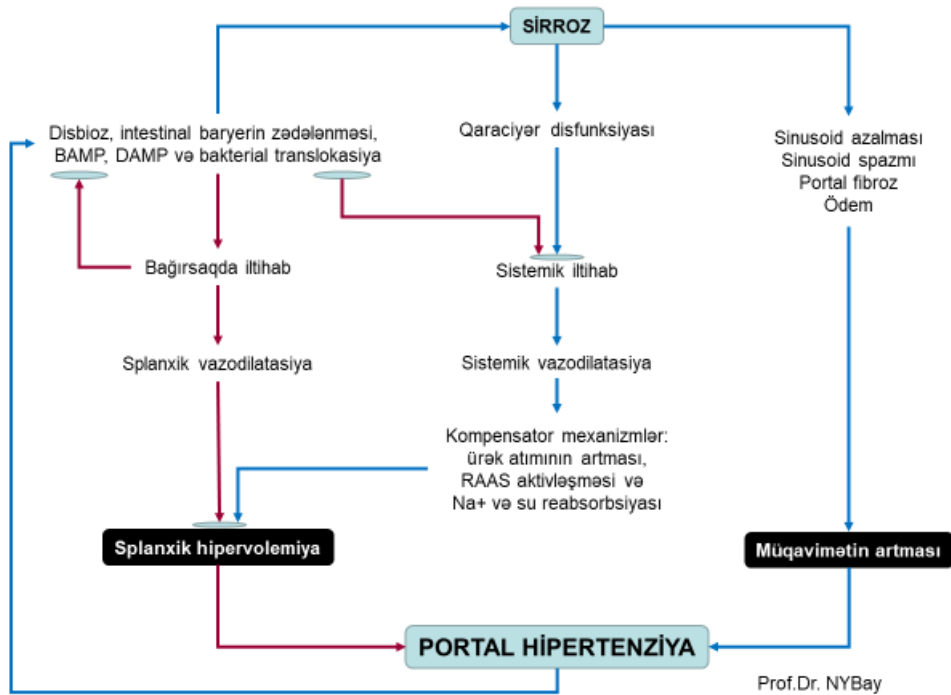 SİRROZ
Disbioz, intestinal baryerin zədələnməsi,
BAMP, DAMP və bakterial translokasiya
Qaraciyər disfunksiyası
Sinusoid azalması
Sinusoid spazmı
Portal fibroz
Ödem
Bağırsaqda iltihab
Sistemik iltihab
Splanxik vazodilatasiya
Sistemik vazodilatasiya
Kompensator mexanizmlər:
ürək atımının artması,
RAAS aktivləşməsi və
Na+ və su reabsorbsiyası
Splanxik hipervolemiya
Müqavimətin artması
PORTAL HİPERTENZİYA
Prof.Dr. NYBay